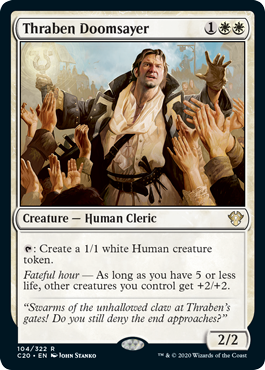 Thraben Doomsayer 1
Creature — Human Cleric
: Create a 1/1 white Human creature
token.
Fateful hour — As long as you have 5 or less
life, other creatures you control get +2/+2.
“Swarms of the unhallowed claw at Thraben’s
gates! Do you still deny the end approaches?”
2/2
104/322 R
C20 • EN JOHN STANKO
™ & © 2020 Wizards of the Coast